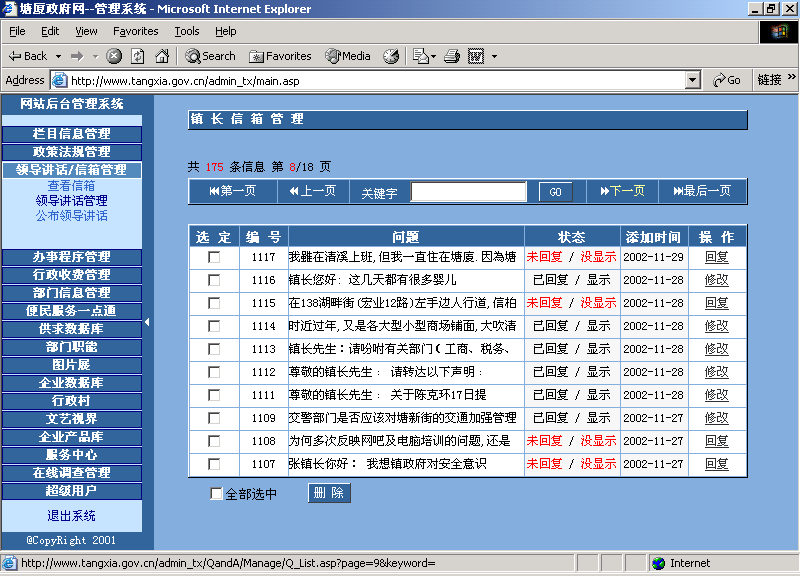 塘厦政府网--管理系统 - Microsoft Internet Explorer
File Edit View Favorites Tools Help
Back Search Favorites Media
Address http://www.tangxia.gov.cn/admin_tx/main.asp Go 链接 »
网站后台管理系统
栏目信息管理
政策法规管理
领导讲话/信箱管理
查看信箱
领导讲话管理
公布领导讲话
办事程序管理
行政收费管理
部门信息管理
便民服务一点通
供求数据库
部门职能
图片展
企业数据库
行政村
文艺视界
企业产品库
服务中心
在线调查管理
超级用户
退出系统
@CopyRight 2001
镇长信箱管理
共 175 条信息 第 8/18 页
第一页 上一页 关键字 GO 下一页 最后一页
选 定 编 号 问题 状态 添加时间 操 作
1117 我雖在清溪上班,但我一直住在塘廈.因為塘 未回复 / 没显示 2002-11-29 回复
1116 镇长您好: 这几天都有很多婴儿 已回复 / 显示 2002-11-28 修改
1115 在138湖畔街(宏业12路)左手边人行道,信柏 未回复 / 没显示 2002-11-28 回复
1114 时近过年,又是各大型小型商场铺面,大吹清 已回复 / 显示 2002-11-28 修改
1113 镇长先生：请吩咐有关部门（工商、税务、 已回复 / 显示 2002-11-28 修改
1112 尊敬的镇长先生： 请转达以下声明： 已回复 / 显示 2002-11-28 修改
1111 尊敬的镇长先生： 关于陈克环17日提 已回复 / 显示 2002-11-28 修改
1109 交警部门是否应该对塘新街的交通加强管理 已回复 / 显示 2002-11-27 修改
1108 为何多次反映网吧及电脑培训的问题,还是 未回复 / 没显示 2002-11-27 回复
1107 张镇长你好： 我想镇政府对安全意识 未回复 / 没显示 2002-11-27 回复
全部选中 删 除
http://www.tangxia.gov.cn/admin_tx/QandA/Manage/Q_List.asp?page=9&keyword= Internet